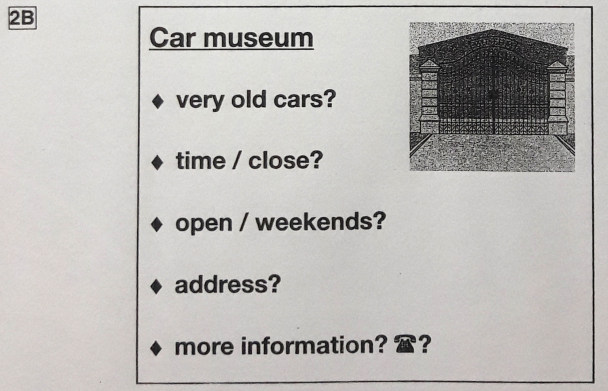 2B
Car museum
♦ very old cars?
♦ time / close?
♦ open / weekends?
♦ address?
♦ more information? ☎?